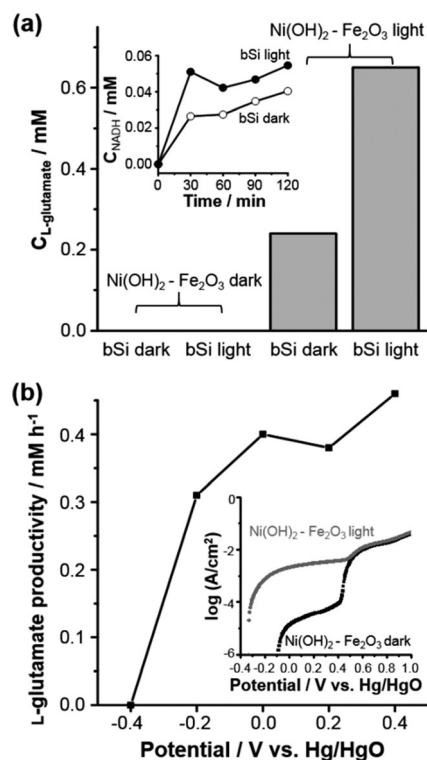 (a)
Ni(OH)2 - Fe2O3 light
0.6
0.4
0.2
0.0
CL-glutamate / mM
0.06
0.04
0.02
0.00
CNADH / mM
bSi light
bSi dark
0 30 60 90 120
Time / min
Ni(OH)2 - Fe2O3 dark
bSi dark bSi light bSi dark bSi light
(b)
0.4
0.3
0.2
0.1
0.0
L-glutamate productivity / mM h-1
0
-2
-4
-6
log (A/cm2)
Ni(OH)2 - Fe2O3 light
Ni(OH)2 - Fe2O3 dark
-0.4 -0.2 0.0 0.2 0.4 0.6 0.8 1.0
Potential / V vs. Hg/HgO
-0.4 -0.2 0.0 0.2 0.4
Potential / V vs. Hg/HgO